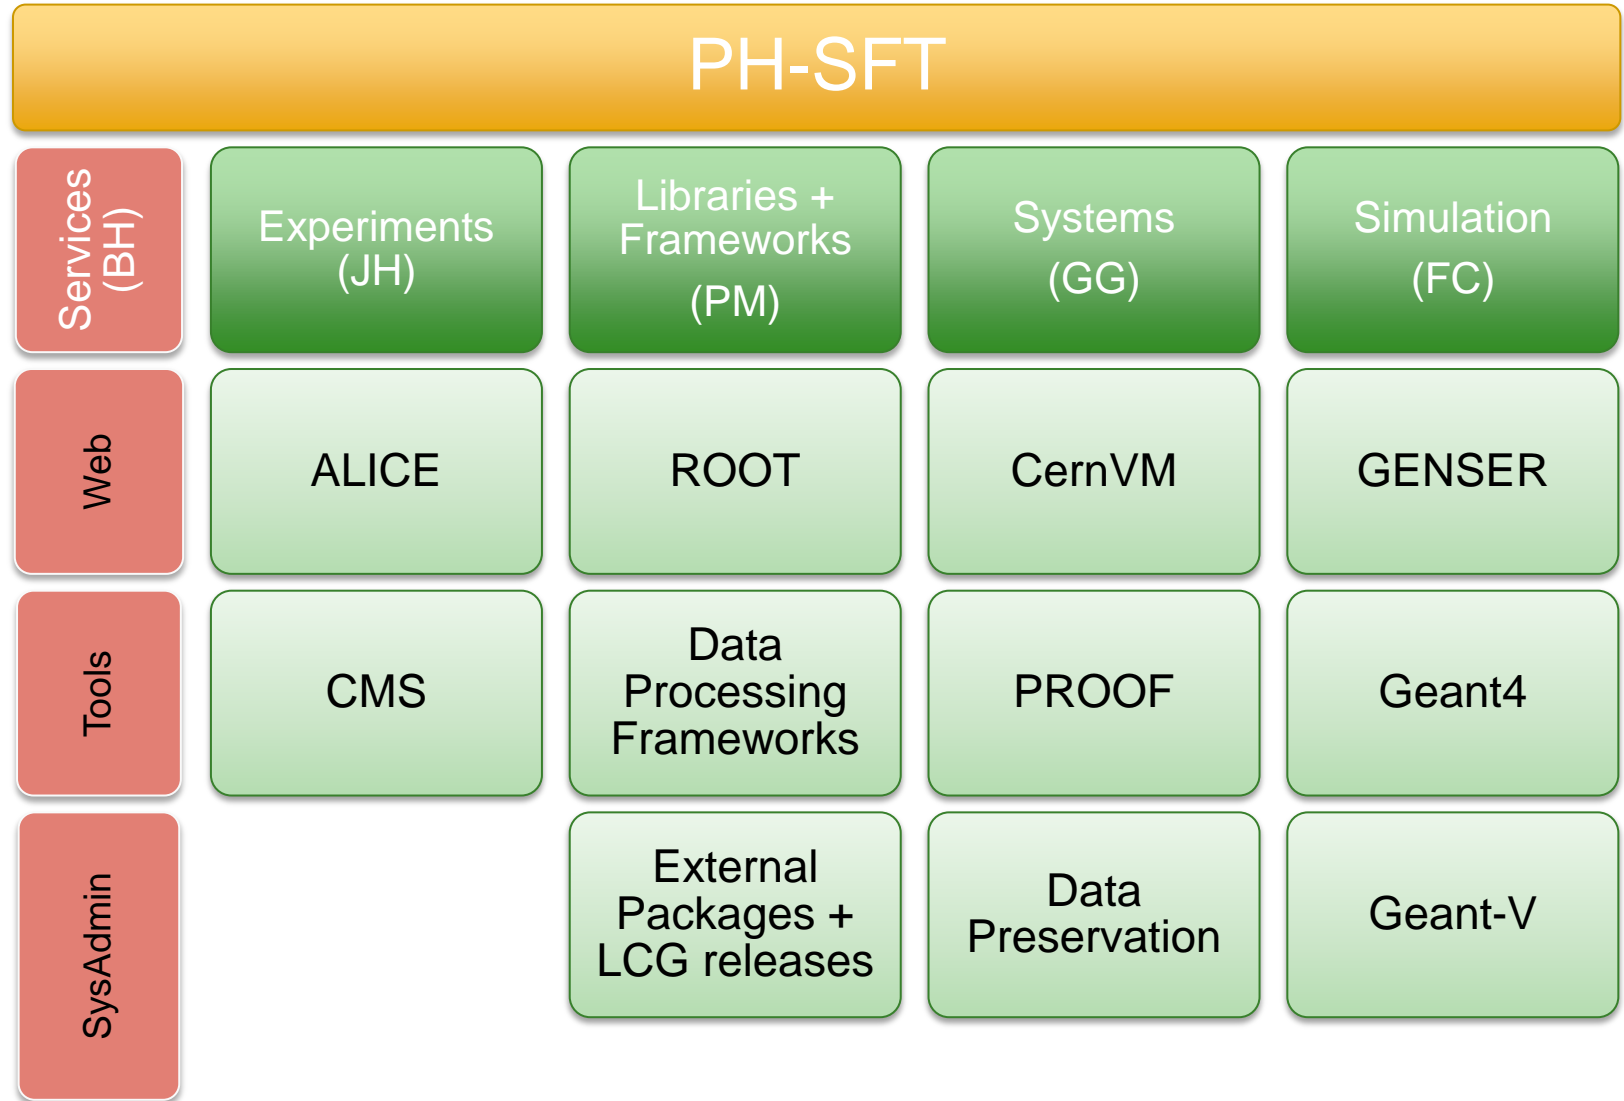 PH-SFT
Services
(BH)
Experiments
(JH)
Libraries +
Frameworks
(PM)
Systems
(GG)
Simulation
(FC)
Web
ALICE
ROOT
CernVM
GENSER
Tools
CMS
Data
Processing
Frameworks
PROOF
Geant4
SysAdmin
External
Packages +
LCG releases
Data
Preservation
Geant-V